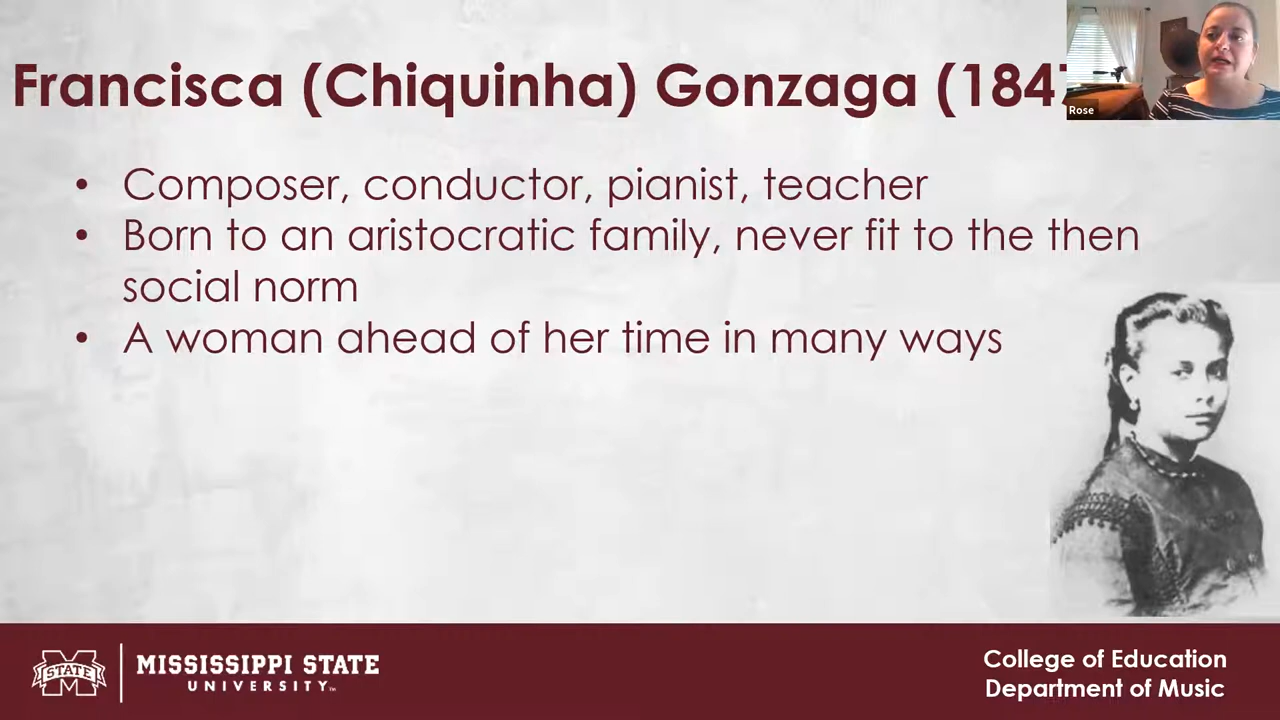 Francisca (Chiquinha) Gonzaga (184
Rose
• Composer, conductor, pianist, teacher
• Born to an aristocratic family, never fit to the then
social norm
• A woman ahead of her time in many ways
STATE
MISSISSIPPI STATE
UNIVERSITY™
College of Education
Department of Music